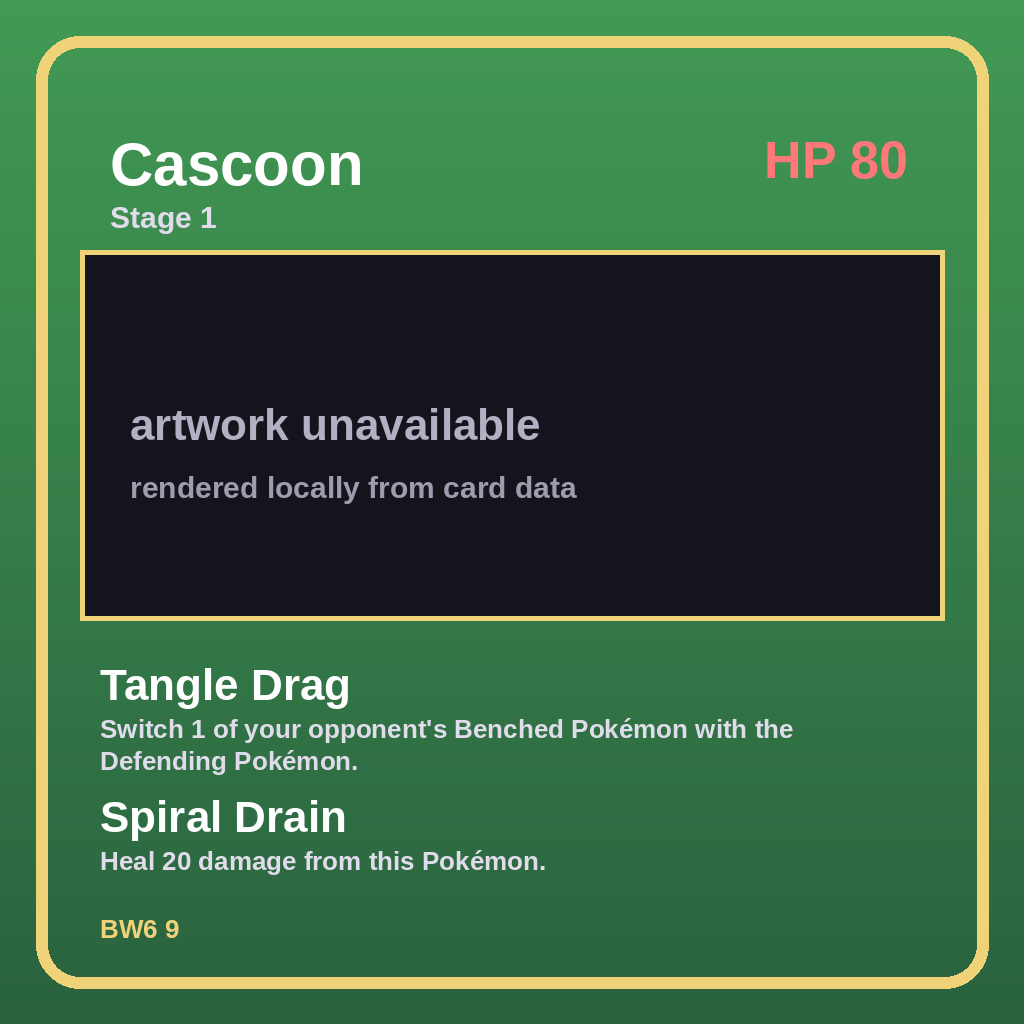 Cascoon
HP 80
Stage 1
artwork unavailable
rendered locally from card data
Tangle Drag
Switch 1 of your opponent's Benched Pokémon with the
Defending Pokémon.
Spiral Drain
Heal 20 damage from this Pokémon.
BW6 9